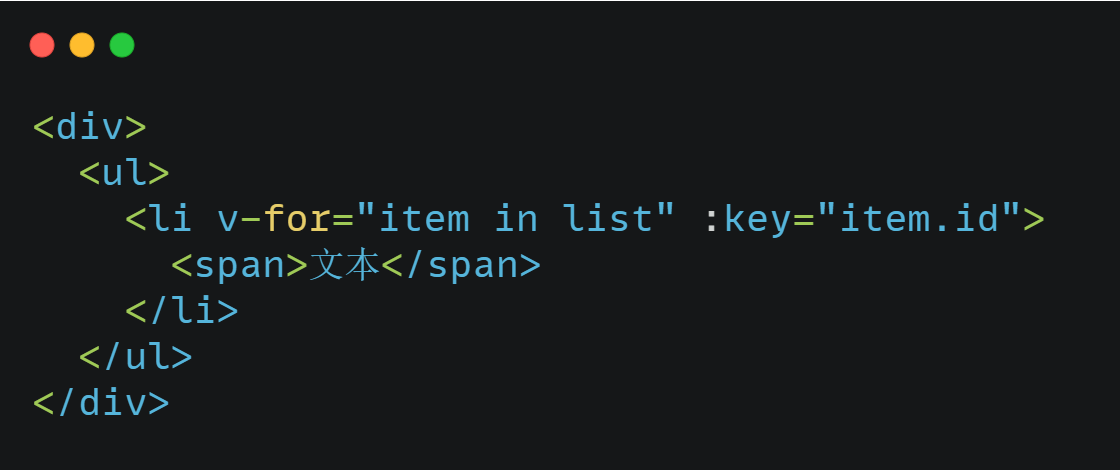 <div>
  <ul>
    <li v-for="item in list" :key="item.id">
      <span>文本</span>
    </li>
  </ul>
</div>